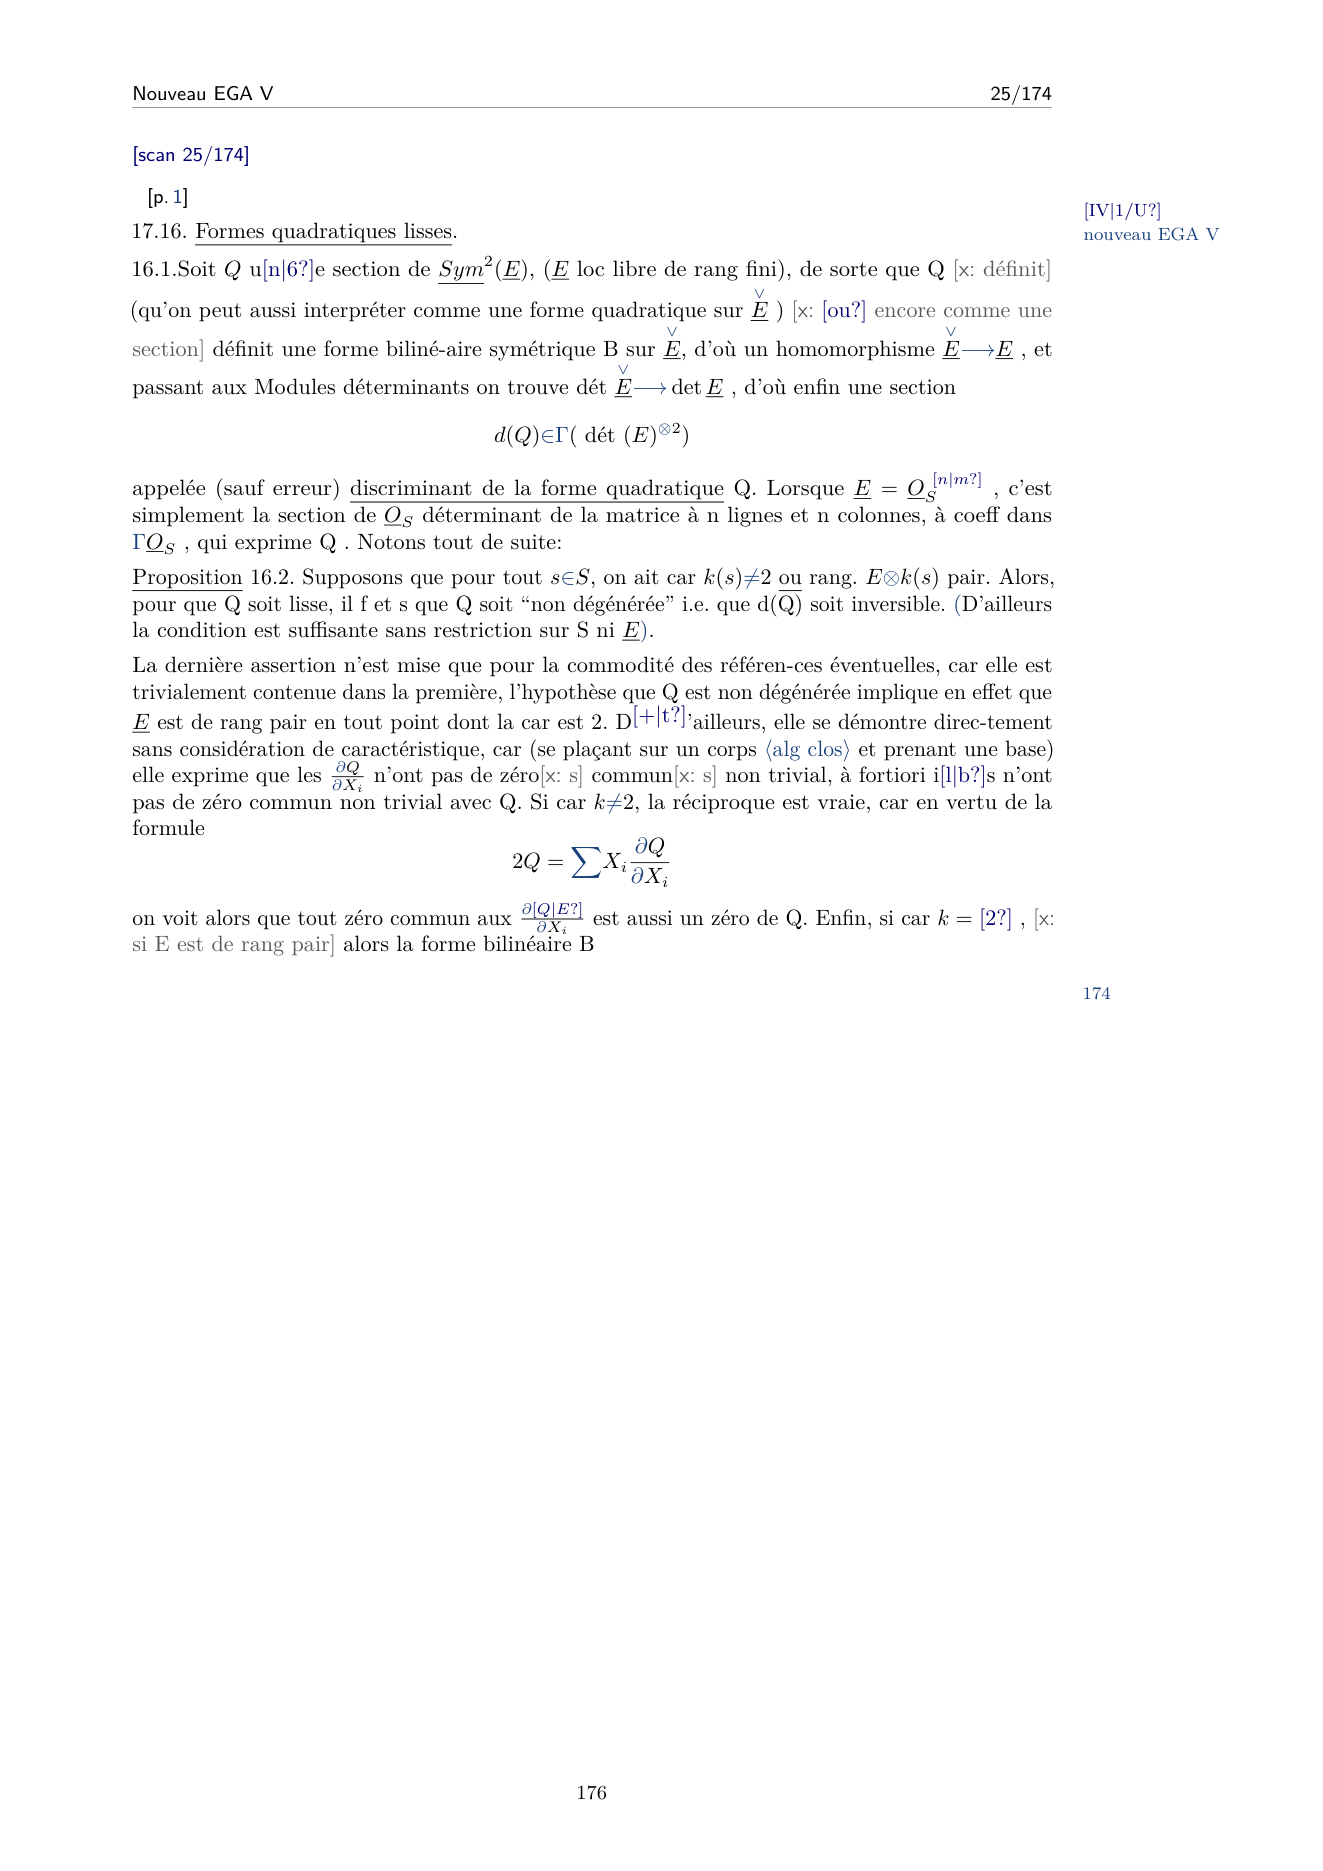 Nouveau EGA V 25/174
[scan 25/174]
[p. 1]
[IV|1/U?]
nouveau EGA V
17.16. Formes quadratiques lisses.
16.1.Soit Q u[n|6?]e section de Sym²(E), (E loc libre de rang fini), de sorte que Q [x: définit]
(qu'on peut aussi interpréter comme une forme quadratique sur Ě ) [x: [ou?] encore comme une
section] définit une forme biliné-aire symétrique B sur Ě, d'où un homomorphisme Ě⟶E , et
passant aux Modules déterminants on trouve dét Ě⟶ det E , d'où enfin une section
d(Q)∈Γ( dét (E)^{⊗2})
appelée (sauf erreur) discriminant de la forme quadratique Q. Lorsque E = O_S^{[n|m?]} , c'est
simplement la section de O_S déterminant de la matrice à n lignes et n colonnes, à coeff dans
ΓO_S , qui exprime Q . Notons tout de suite:
Proposition 16.2. Supposons que pour tout s∈S, on ait car k(s)≠2 ou rang. E⊗k(s) pair. Alors,
pour que Q soit lisse, il f et s que Q soit “non dégénérée” i.e. que d(Q) soit inversible. (D'ailleurs
la condition est suffisante sans restriction sur S ni E).
La dernière assertion n'est mise que pour la commodité des référen-ces éventuelles, car elle est
trivialement contenue dans la première, l'hypothèse que Q est non dégénérée implique en effet que
E est de rang pair en tout point dont la car est 2. D[+|t?]'ailleurs, elle se démontre direc-tement
sans considération de caractéristique, car (se plaçant sur un corps ⟨alg clos⟩ et prenant une base)
elle exprime que les ∂Q/∂X_i n'ont pas de zéro[x: s] commun[x: s] non trivial, à fortiori i[l|b?]s n'ont
pas de zéro commun non trivial avec Q. Si car k≠2, la réciproque est vraie, car en vertu de la
formule
2Q = ∑X_i ∂Q/∂X_i
on voit alors que tout zéro commun aux ∂[Q|E?]/∂X_i est aussi un zéro de Q. Enfin, si car k = [2?] , [x:
si E est de rang pair] alors la forme bilinéaire B
174
176